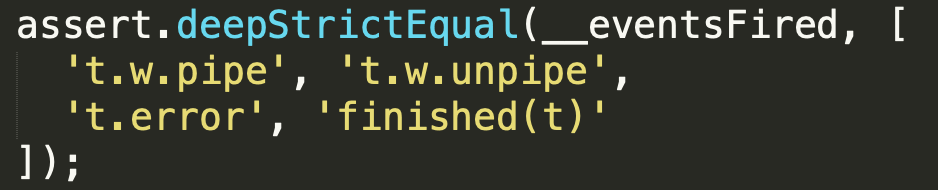 assert.deepStrictEqual(__eventsFired, [
  't.w.pipe', 't.w.unpipe',
  't.error', 'finished(t)'
]);